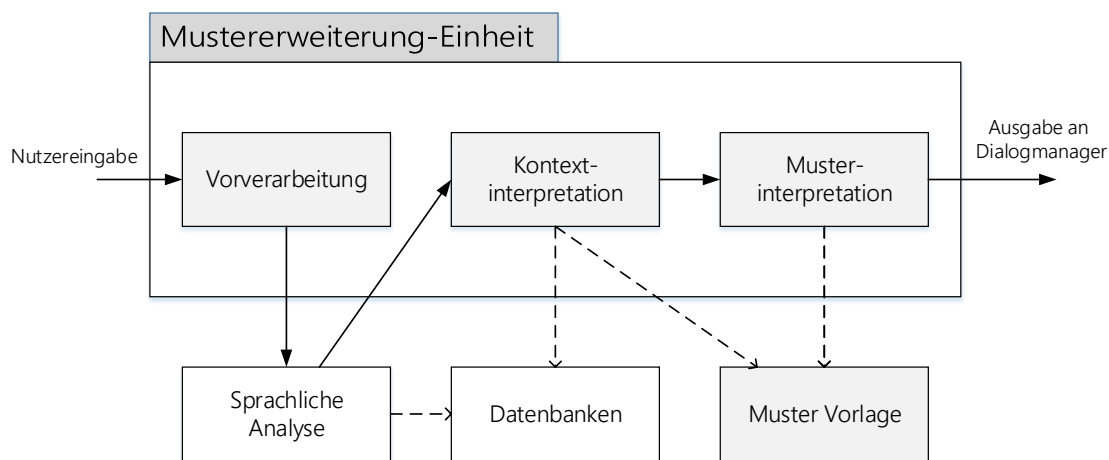 Mustererweiterung-Einheit
Nutzereingabe
Vorverarbeitung
Kontext-
interpretation
Muster-
interpretation
Ausgabe an
Dialogmanager
Sprachliche
Analyse
Datenbanken
Muster Vorlage